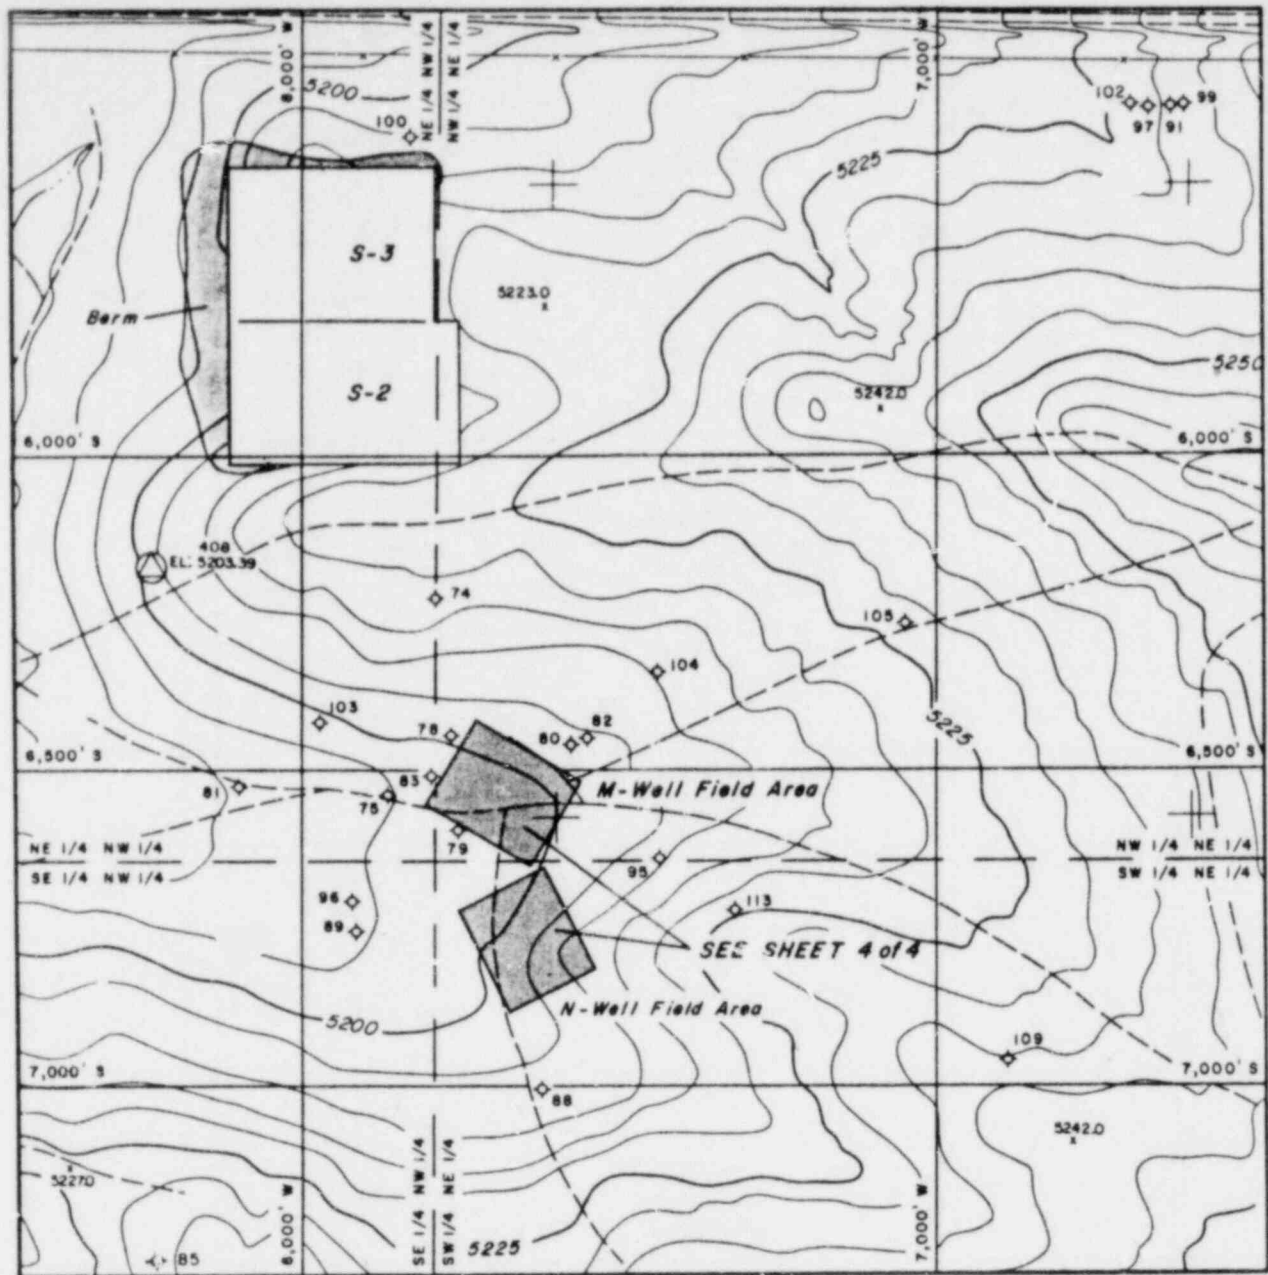 8,000' W
NE 1/4 NW 1/4
NW 1/4 NE 1/4
7,000' W
5200
100
102
99
97
91
5225
S-3
5223.0
Berm
5250
S-2
5242.0
6,000' S
6,000' S
408
EL. 5203.39
74
105
104
103
78
82
80
5225
6,500' S
6,500' S
83
81
75
M-Well Field Area
79
NE 1/4 NW 1/4
SE 1/4 NW 1/4
NW 1/4 NE 1/4
SW 1/4 NE 1/4
95
96
113
89
SEE SHEET 4 of 4
N-Well Field Area
5200
109
7,000' S
7,000' S
88
5242.0
5227.0
8,000' W
SE 1/4 NW 1/4
SW 1/4 NE 1/4
7,000' W
5225
85